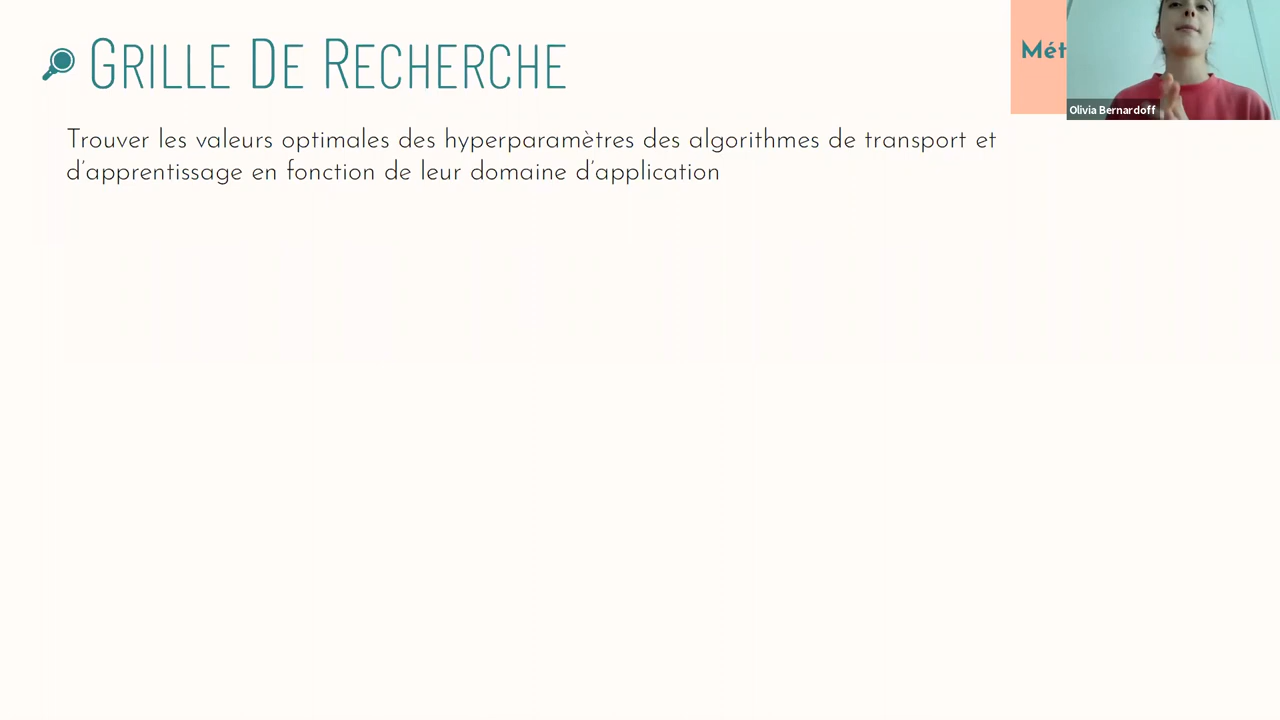 GRILLE DE RECHERCHE
Mét
Olivia Bernardoff
Trouver les valeurs optimales des hyperparamètres des algorithmes de transport et
d'apprentissage en fonction de leur domaine d'application